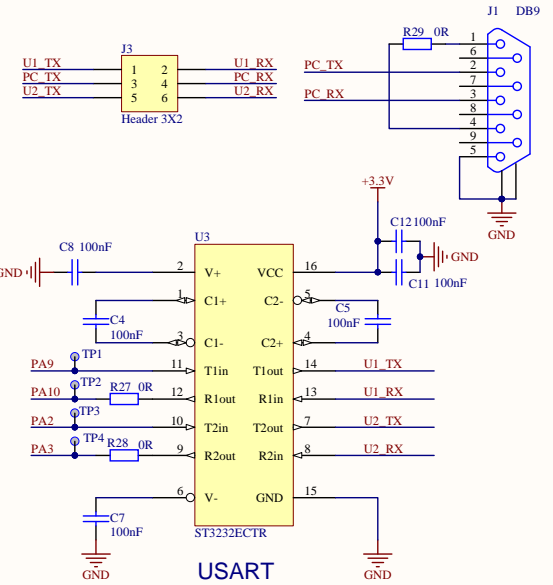 J1 DB9
R29 0R
1
6
PC_TX 2
7
PC_RX 3
8
4
9
5
GND
J3
U1_TX 1 2 U1_RX
PC_TX 3 4 PC_RX
U2_TX 5 6 U2_RX
Header 3X2
+3.3V
C12 100nF
GND
C11 100nF
U3
C8 100nF
GND 2 V+ VCC 16
1 C1+ C2- 5
C4 100nF
C5 100nF
3 C1- C2+ 4
TP1
PA9 11 T1in T1out 14 U1_TX
TP2
PA10 R27 0R 12 R1out R1in 13 U1_RX
TP3
PA2 10 T2in T2out 7 U2_TX
TP4
PA3 R28 0R 9 R2out R2in 8 U2_RX
6 V- GND 15
C7
100nF
ST3232ECTR
GND
GND
USART